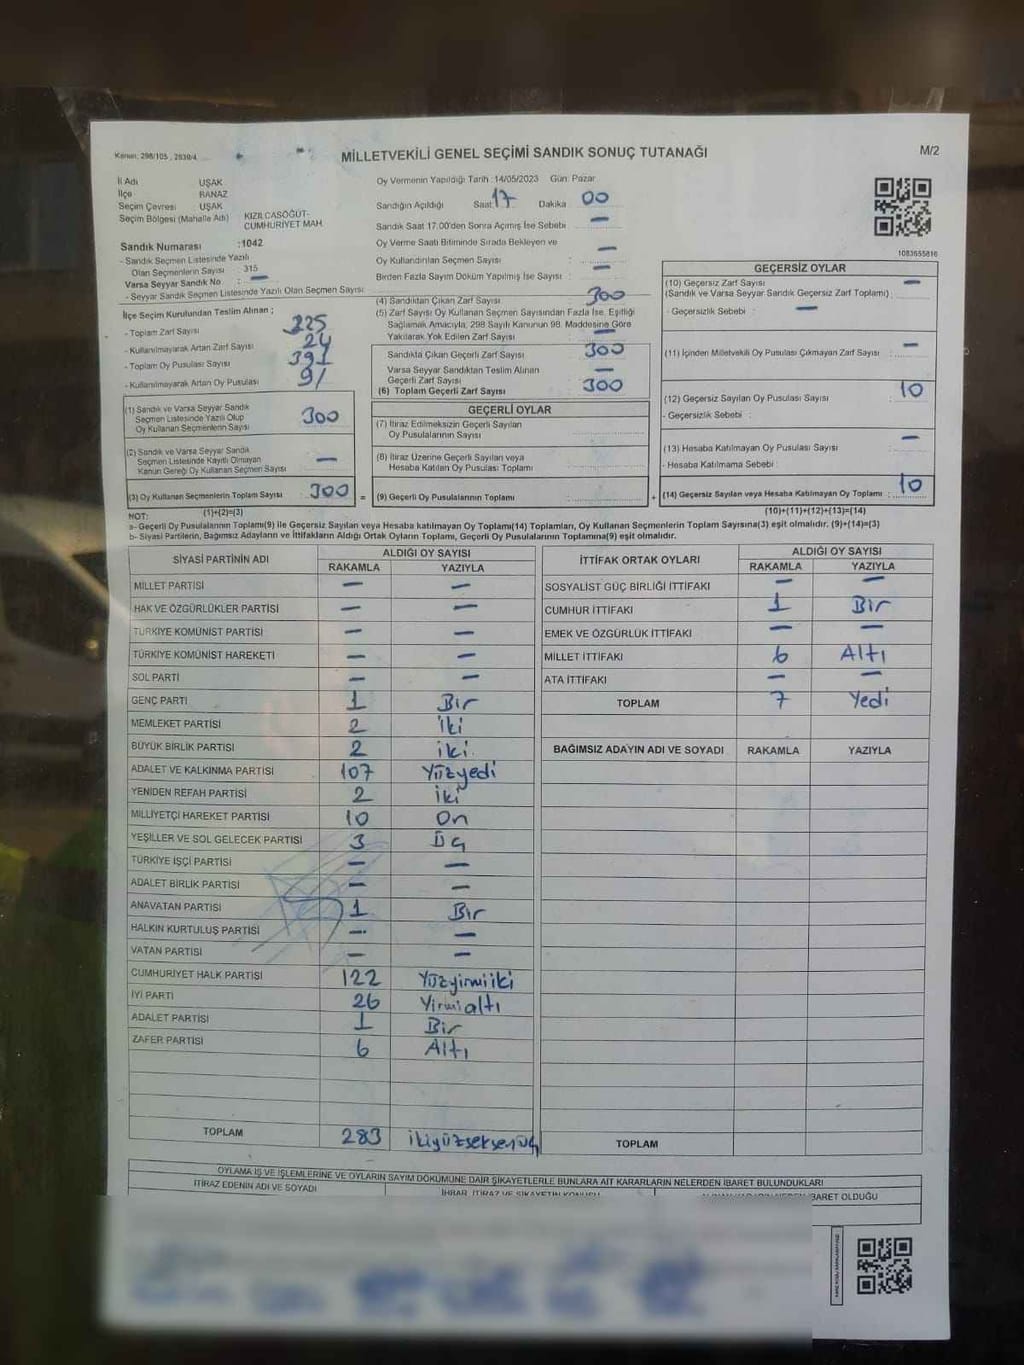 Kanun: 298/105 , 2839/4
MİLLETVEKİLİ GENEL SEÇİMİ SANDIK SONUÇ TUTANAĞI
M/2
İl Adı UŞAK
İlçe BANAZ
Seçim Çevresi UŞAK
Seçim Bölgesi (Mahalle Adı) KIZILCASÖĞÜT-CUMHURİYET MAH
Sandık Numarası :1042
- Sandık Seçmen Listesinde Yazılı
Olan Seçmenlerin Sayısı : 315
Varsa Seyyar Sandık No : —
- Seyyar Sandık Seçmen Listesinde Yazılı Olan Seçmen Sayısı
İlçe Seçim Kurulundan Teslim Alınan ;
- Toplam Zarf Sayısı : 325
- Kullanılmayarak Artan Zarf Sayısı : 24
- Toplam Oy Pusulası Sayısı : 391
- Kullanılmayarak Artan Oy Pusulası 91
Oy Vermenin Yapıldığı Tarih :14/05/2023 Gün: Pazar
Sandığın Açıldığı Saat 17 Dakika 00
Sandık Saat 17:00'den Sonra Açımış İse Sebebi : —
Oy Verme Saati Bitiminde Sırada Bekleyen ve
Oy Kullandırılan Seçmen Sayısı : —
Birden Fazla Sayım Döküm Yapılmış İse Sayısı : —
(4) Sandıktan Çıkan Zarf Sayısı 300
(5) Zarf Sayısı Oy Kullanan Seçmen Sayısından Fazla İse, Eşitliği
Sağlamak Amacıyla, 298 Sayılı Kanunun 98. Maddesine Göre
Yakılarak Yok Edilen Zarf Sayısı : —
Sandıkta Çıkan Geçerli Zarf Sayısı 300
Varsa Seyyar Sandıktan Teslim Alınan
Geçerli Zarf Sayısı —
(6) Toplam Geçerli Zarf Sayısı 300
1083655816
GEÇERSİZ OYLAR
(10) Geçersiz Zarf Sayısı : —
(Sandık ve Varsa Seyyar Sandık Geçersiz Zarf Toplamı)
- Geçersizlik Sebebi : —
(11) İçinden Milletvekili Oy Pusulası Çıkmayan Zarf Sayısı : —
(12) Geçersiz Sayılan Oy Pusulası Sayısı : 10
- Geçersizlik Sebebi :
(13) Hesaba Katılmayan Oy Pusulası Sayısı : —
- Hesaba Katılmama Sebebi :
(14) Geçersiz Sayılan veya Hesaba Katılmayan Oy Toplamı : 10
(10)+(11)+(12)+(13)=(14)
(1) Sandık ve Varsa Seyyar Sandık
Seçmen Listesinde Yazılı Olup
Oy Kullanan Seçmenlerin Sayısı 300
(2) Sandık ve Varsa Seyyar Sandık
Seçmen Listesinde Kayıtlı Olmayan
Kanun Gereği Oy Kullanan Seçmen Sayısı —
(3) Oy Kullanan Seçmenlerin Toplam Sayısı 300 =
GEÇERLİ OYLAR
(7) İtiraz Edilmeksizin Geçerli Sayılan
Oy Pusulalarının Sayısı
(8) İtiraz Üzerine Geçerli Sayılan veya
Hesaba Katılan Oy Pusulası Toplamı
(9) Geçerli Oy Pusulalarının Toplamı +
NOT: (1)+(2)=(3)
a- Geçerli Oy Pusulalarının Toplamı(9) ile Geçersiz Sayılan veya Hesaba katılmayan Oy Toplamı(14) Toplamları, Oy Kullanan Seçmenlerin Toplam Sayısına(3) eşit olmalıdır. (9)+(14)=(3)
b- Siyasi Partilerin, Bağımsız Adayların ve İttifakların Aldığı Ortak Oyların Toplamı, Geçerli Oy Pusulalarının Toplamına(9) eşit olmalıdır.
SİYASİ PARTİNİN ADI ALDIĞI OY SAYISI
RAKAMLA YAZIYLA
MİLLET PARTİSİ — —
HAK VE ÖZGÜRLÜKLER PARTİSİ — —
TÜRKİYE KOMÜNİST PARTİSİ — —
TÜRKİYE KOMÜNİST HAREKETİ — —
SOL PARTİ — —
GENÇ PARTİ 1 Bir
MEMLEKET PARTİSİ 2 iki
BÜYÜK BİRLİK PARTİSİ 2 iki
ADALET VE KALKINMA PARTİSİ 107 Yüzyedi
YENİDEN REFAH PARTİSİ 2 iki
MİLLİYETÇİ HAREKET PARTİSİ 10 On
YEŞİLLER VE SOL GELECEK PARTİSİ 3 Üç
TÜRKİYE İŞÇİ PARTİSİ — —
ADALET BİRLİK PARTİSİ — —
ANAVATAN PARTİSİ 1 Bir
HALKIN KURTULUŞ PARTİSİ — —
VATAN PARTİSİ — —
CUMHURİYET HALK PARTİSİ 122 Yüzyirmiiki
İYİ PARTİ 26 Yirmialtı
ADALET PARTİSİ 1 Bir
ZAFER PARTİSİ 6 Altı
TOPLAM 283 ikiyüzseksenüç
İTTİFAK ORTAK OYLARI ALDIĞI OY SAYISI
RAKAMLA YAZIYLA
SOSYALİST GÜÇ BİRLİĞİ İTTİFAKI — —
CUMHUR İTTİFAKI 1 Bir
EMEK VE ÖZGÜRLÜK İTTİFAKI — —
MİLLET İTTİFAKI 6 Altı
ATA İTTİFAKI — —
TOPLAM 7 Yedi
BAĞIMSIZ ADAYIN ADI VE SOYADI RAKAMLA YAZIYLA
TOPLAM
OYLAMA İŞ VE İŞLEMLERİNE VE OYLARIN SAYIM DÖKÜMÜNE DAİR ŞİKAYETLERLE BUNLARA AİT KARARLARIN NELERDEN İBARET BULUNDUKLARI
İTİRAZ EDENİN ADI VE SOYADI
İHBAR, İTİRAZ VE ŞİKAYETİN KONUSU
İBARET OLDUĞU